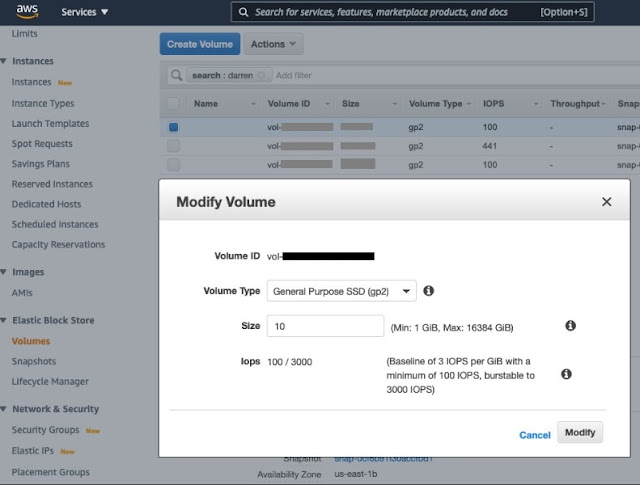 aws
Services
Search for services, features, marketplace products, and docs
[Option+S]
Limits
Instances
Instances New
Instance Types
Launch Templates
Spot Requests
Savings Plans
Reserved Instances
Dedicated Hosts
Scheduled Instances
Capacity Reservations
Images
AMIs
Elastic Block Store
Volumes
Snapshots
Lifecycle Manager
Network & Security
Security Groups New
Elastic IPs New
Placement Groups
Create Volume Actions
search : darren Add filter
Name Volume ID Size Volume Type IOPS Throughput Snap
vol- gp2 100 - snap-
vol- gp2 441 - snap-
vol- gp2 100 - snap-
Modify Volume
Volume ID vol-
Volume Type General Purpose SSD (gp2)
Size 10 (Min: 1 GiB, Max: 16384 GiB)
Iops 100 / 3000 (Baseline of 3 IOPS per GiB with a
minimum of 100 IOPS, burstable to
3000 IOPS)
Cancel Modify
Snapshot
Availability Zone us-east-1b